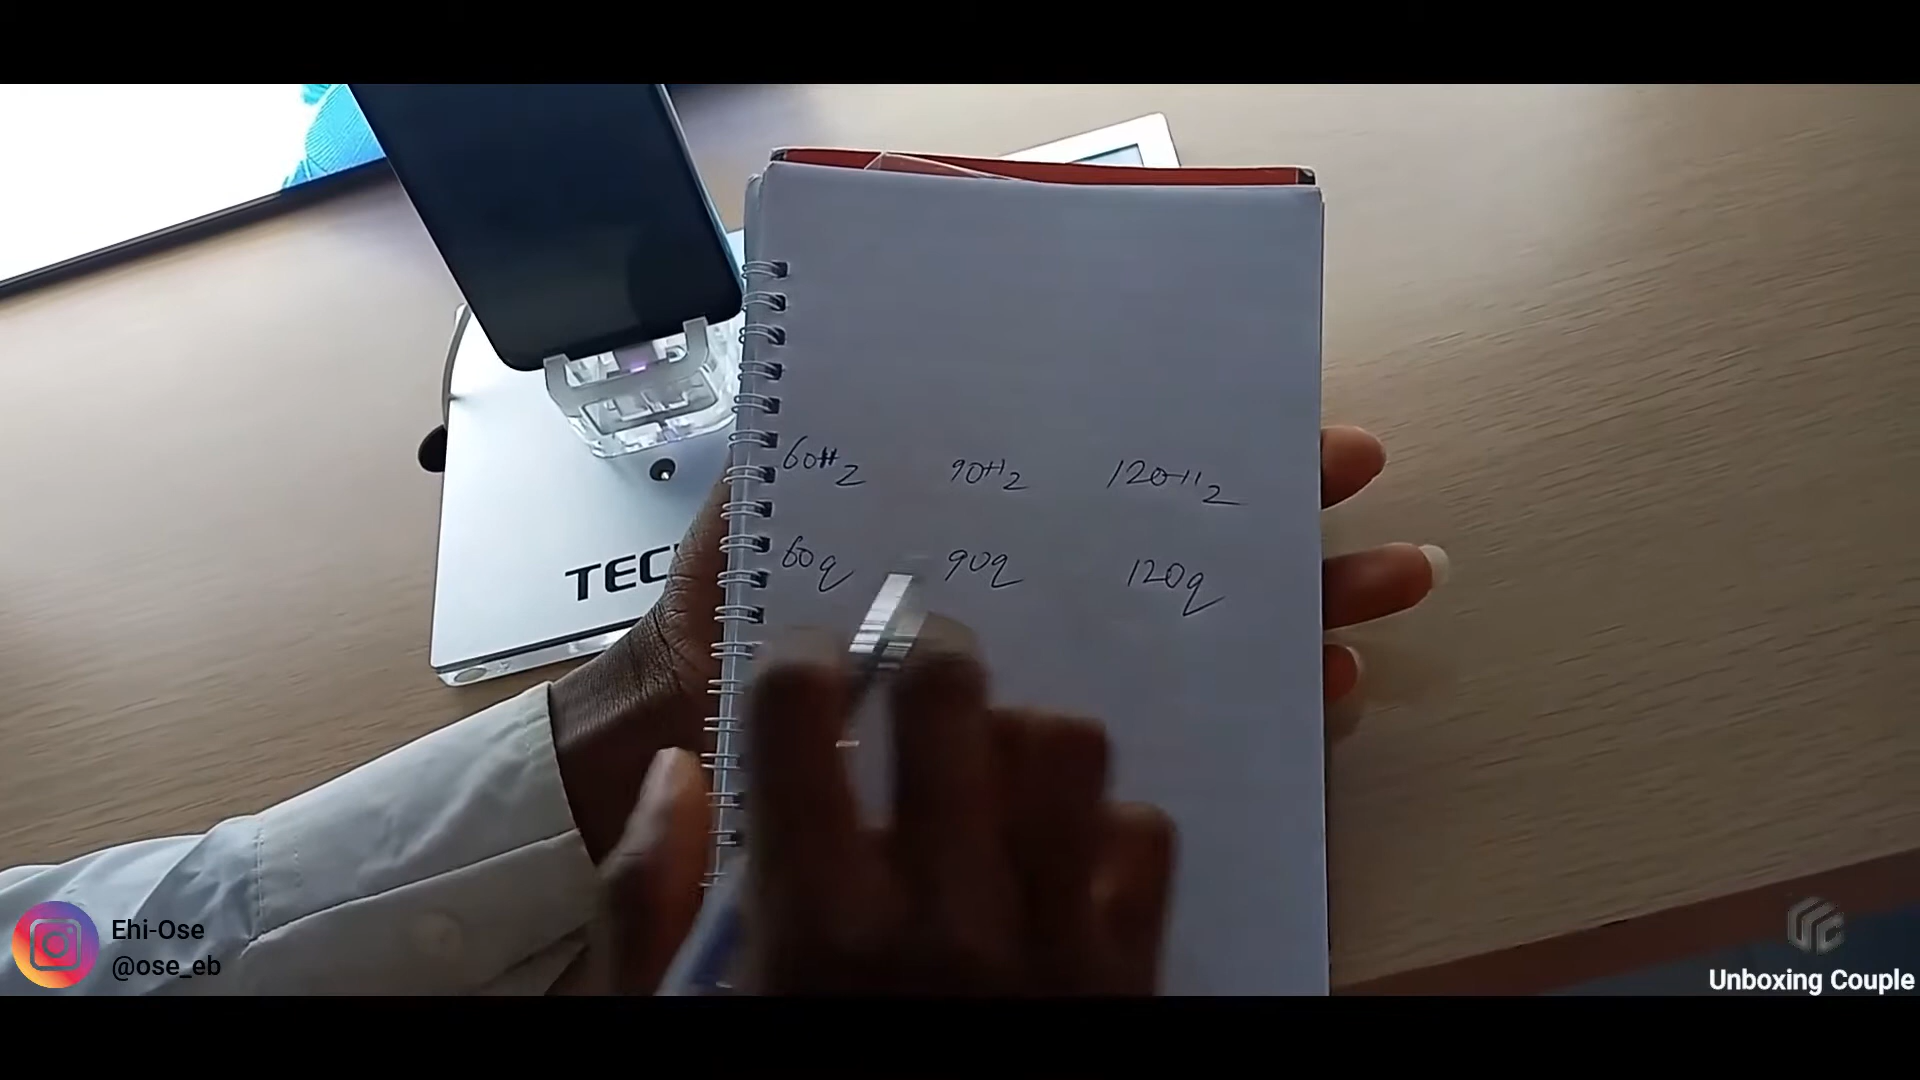 TEC
60Hz 90Hz 120Hz
60q 90q 120q
Ehi-Ose
@ose_eb
Unboxing Couple